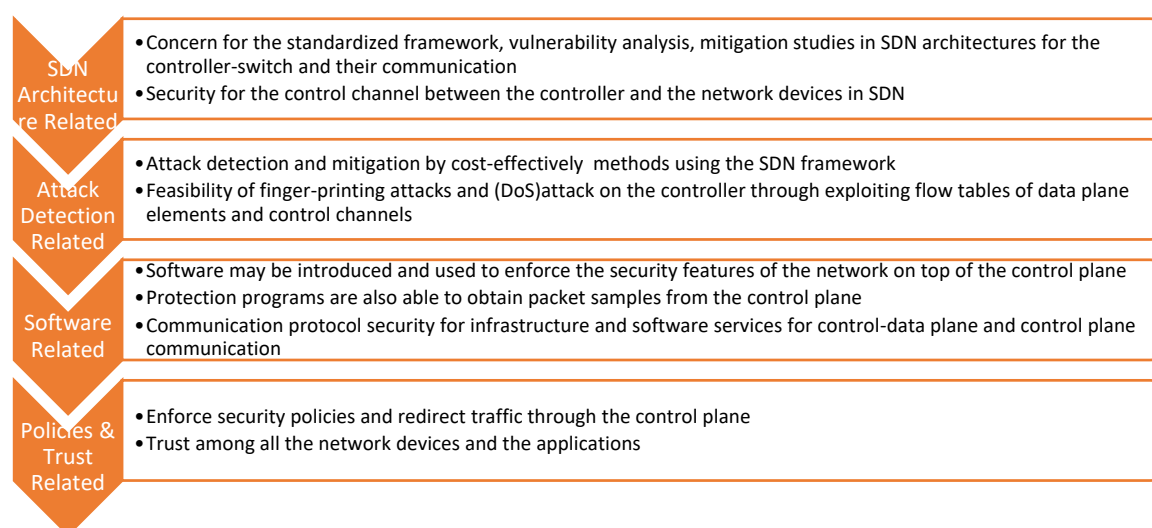 SDN
Architectu
re Related
•Concern for the standardized framework, vulnerability analysis, mitigation studies in SDN architectures for the
controller-switch and their communication
•Security for the control channel between the controller and the network devices in SDN
Attack
Detection
Related
•Attack detection and mitigation by cost-effectively methods using the SDN framework
•Feasibility of finger-printing attacks and (DoS)attack on the controller through exploiting flow tables of data plane
elements and control channels
Software
Related
•Software may be introduced and used to enforce the security features of the network on top of the control plane
•Protection programs are also able to obtain packet samples from the control plane
•Communication protocol security for infrastructure and software services for control-data plane and control plane
communication
Policies &
Trust
Related
•Enforce security policies and redirect traffic through the control plane
•Trust among all the network devices and the applications